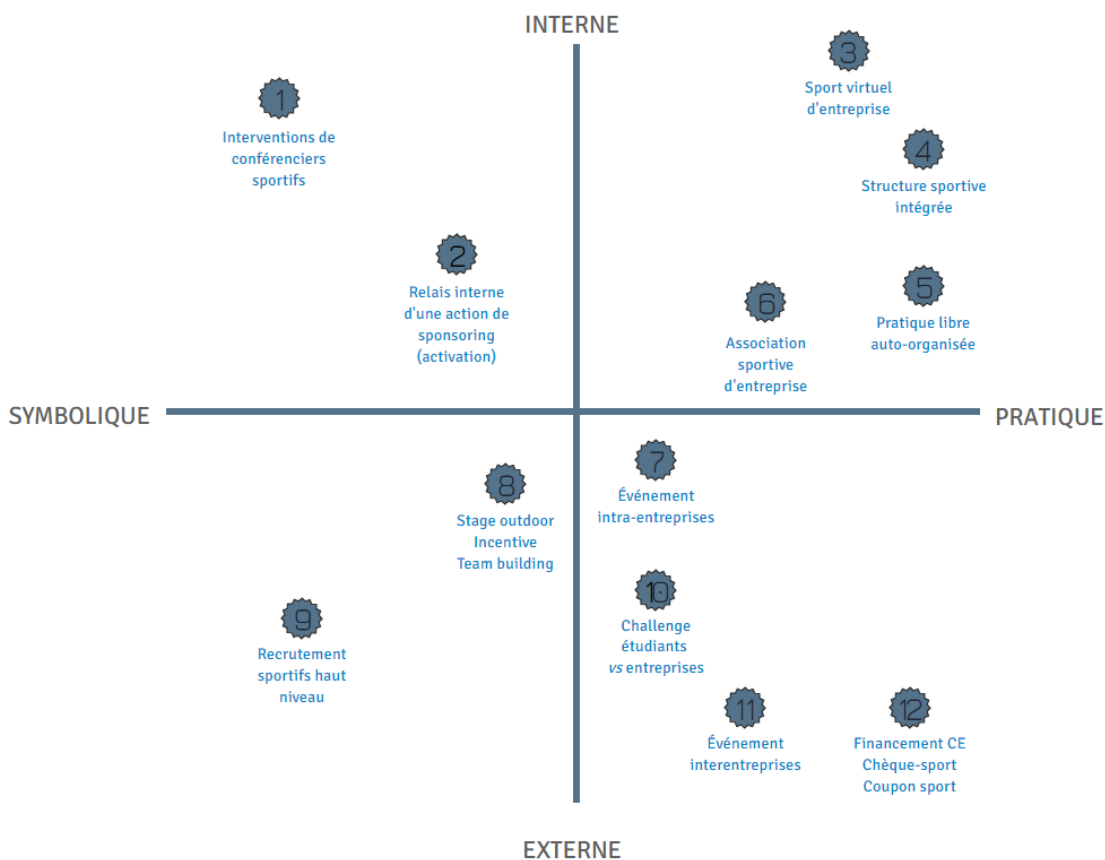 INTERNE
1
Interventions de
conférenciers
sportifs
2
Relais interne
d'une action de
sponsoring
(activation)
3
Sport virtuel
d'entreprise
4
Structure sportive
intégrée
5
Pratique libre
auto-organisée
6
Association
sportive
d'entreprise
SYMBOLIQUE
PRATIQUE
7
Événement
intra-entreprises
8
Stage outdoor
Incentive
Team building
9
Recrutement
sportifs haut
niveau
10
Challenge
étudiants
vs entreprises
11
Événement
interentreprises
12
Financement CE
Chèque-sport
Coupon sport
EXTERNE